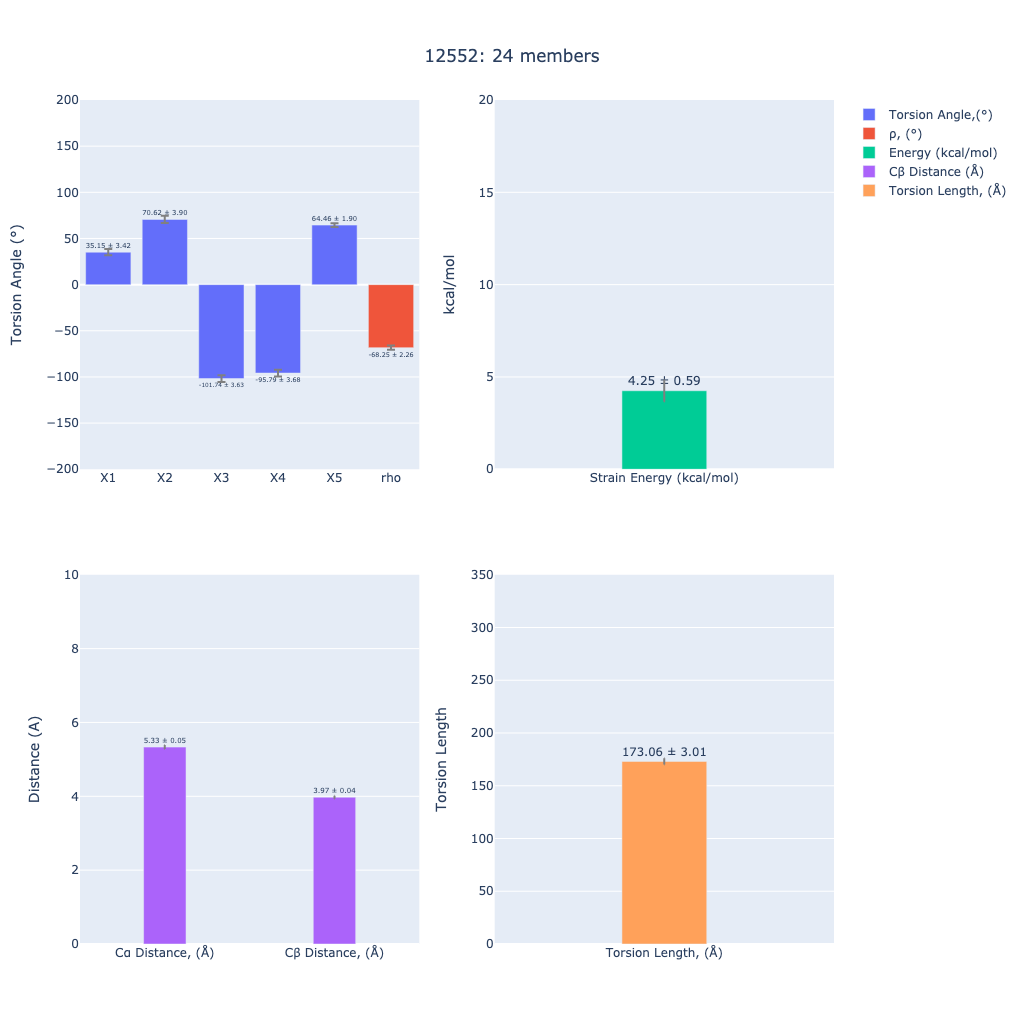 12552: 24 members
Torsion Angle (°)
200
150
100
50
0
−50
−100
−150
−200
35.15 ± 3.42
70.62 ± 3.90
-101.74 ± 3.63
-95.79 ± 3.68
64.46 ± 1.90
-68.25 ± 2.26
X1 X2 X3 X4 X5 rho
kcal/mol
20
15
10
5
0
4.25 ± 0.59
Strain Energy (kcal/mol)
Torsion Angle,(°)
ρ, (°)
Energy (kcal/mol)
Cβ Distance (Å)
Torsion Length, (Å)
Distance (A)
10
8
6
4
2
0
5.33 ± 0.05
3.97 ± 0.04
Cα Distance, (Å) Cβ Distance, (Å)
Torsion Length
350
300
250
200
150
100
50
0
173.06 ± 3.01
Torsion Length, (Å)